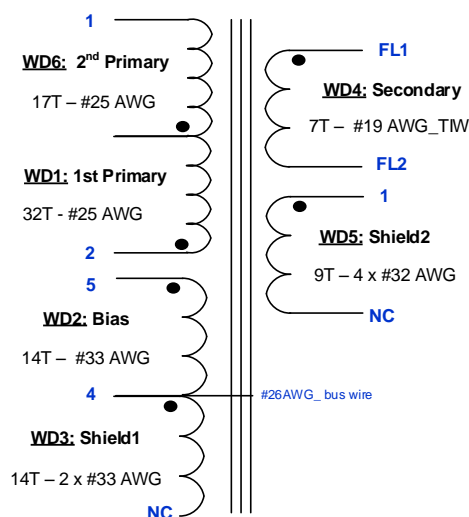 1
WD6: 2nd Primary
17T – #25 AWG
WD1: 1st Primary
32T - #25 AWG
2
5
WD2: Bias
14T – #33 AWG
4
WD3: Shield1
14T – 2 x #33 AWG
NC
FL1
WD4: Secondary
7T – #19 AWG_TIW
FL2
1
WD5: Shield2
9T – 4 x #32 AWG
NC
#26AWG_ bus wire